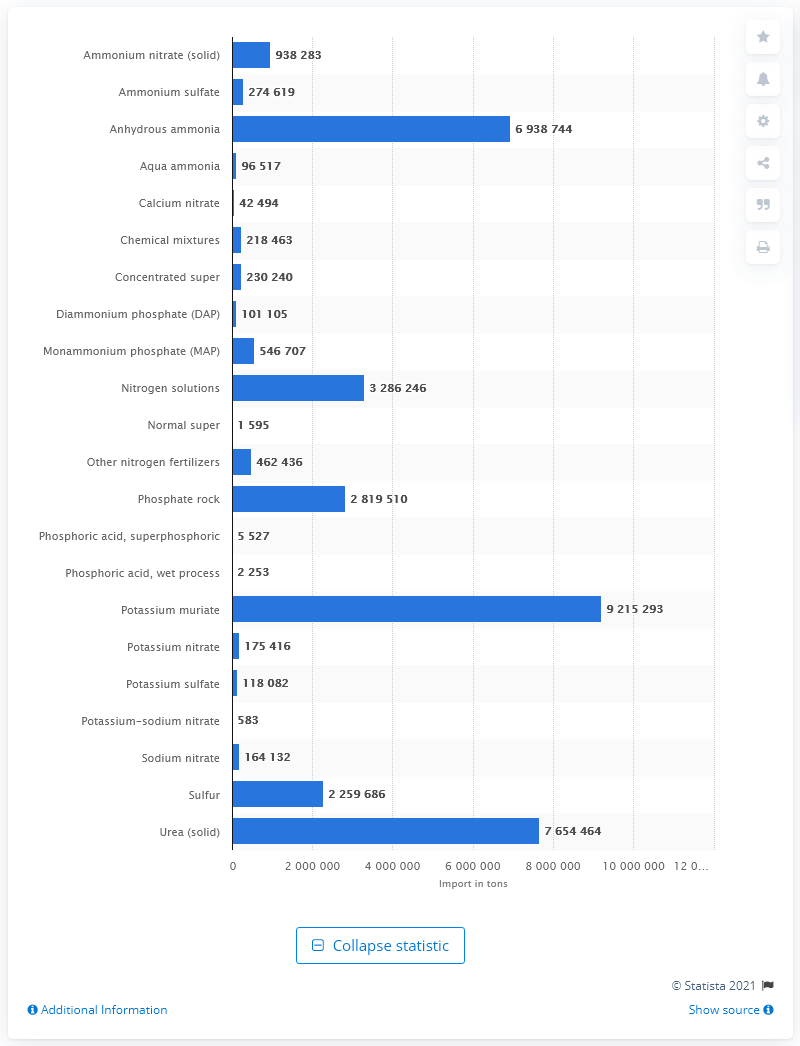 Ammonium nitrate (solid) 938 283
Ammonium sulfate 274 619
Anhydrous ammonia 6 938 744
Aqua ammonia 96 517
Calcium nitrate 42 494
Chemical mixtures 218 463
Concentrated super 230 240
Diammonium phosphate (DAP) 101 105
Monammonium phosphate (MAP) 546 707
Nitrogen solutions 3 286 246
Normal super 1 595
Other nitrogen fertilizers 462 436
Phosphate rock 2 819 510
Phosphoric acid, superphosphoric 5 527
Phosphoric acid, wet process 2 253
Potassium muriate 9 215 293
Potassium nitrate 175 416
Potassium sulfate 118 082
Potassium-sodium nitrate 583
Sodium nitrate 164 132
Sulfur 2 259 686
Urea (solid) 7 654 464
0 2 000 000 4 000 000 6 000 000 8 000 000 10 000 000 12 0...
Import in tons
Collapse statistic
© Statista 2021
Additional Information Show source